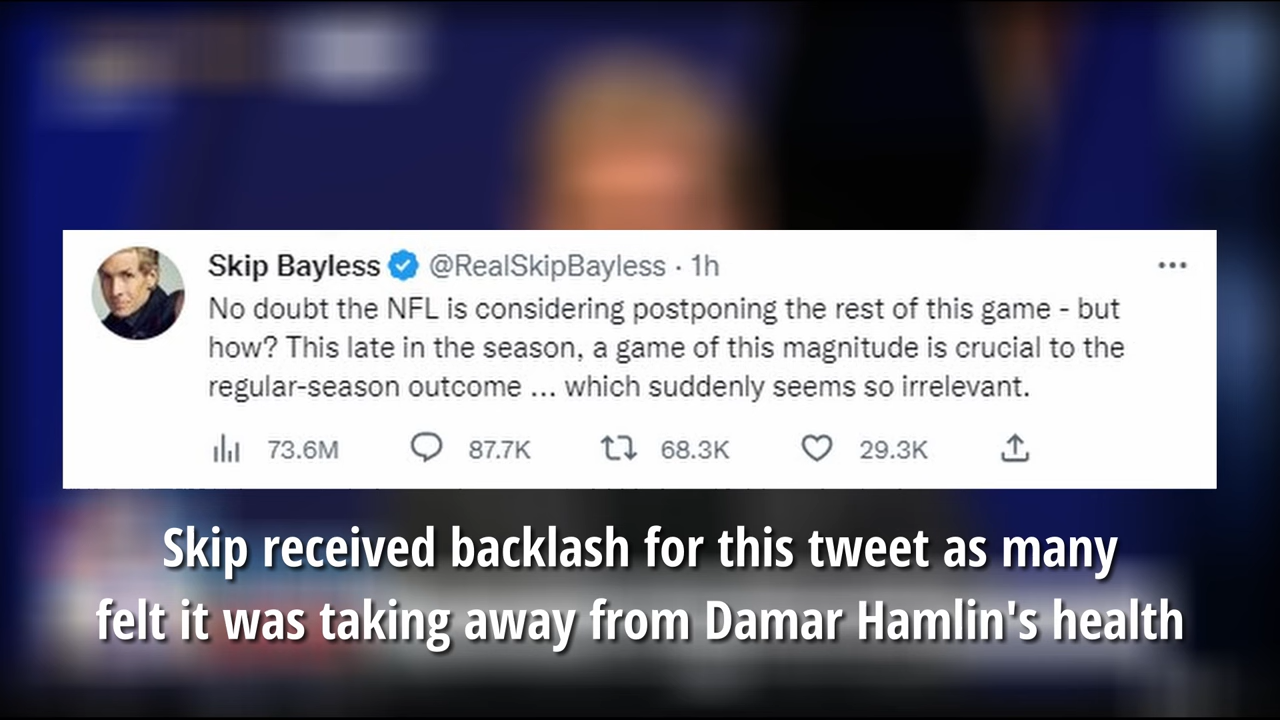 Skip Bayless @RealSkipBayless · 1h
No doubt the NFL is considering postponing the rest of this game - but
how? This late in the season, a game of this magnitude is crucial to the
regular-season outcome ... which suddenly seems so irrelevant.
73.6M 87.7K 68.3K 29.3K
Skip received backlash for this tweet as many
felt it was taking away from Damar Hamlin's health